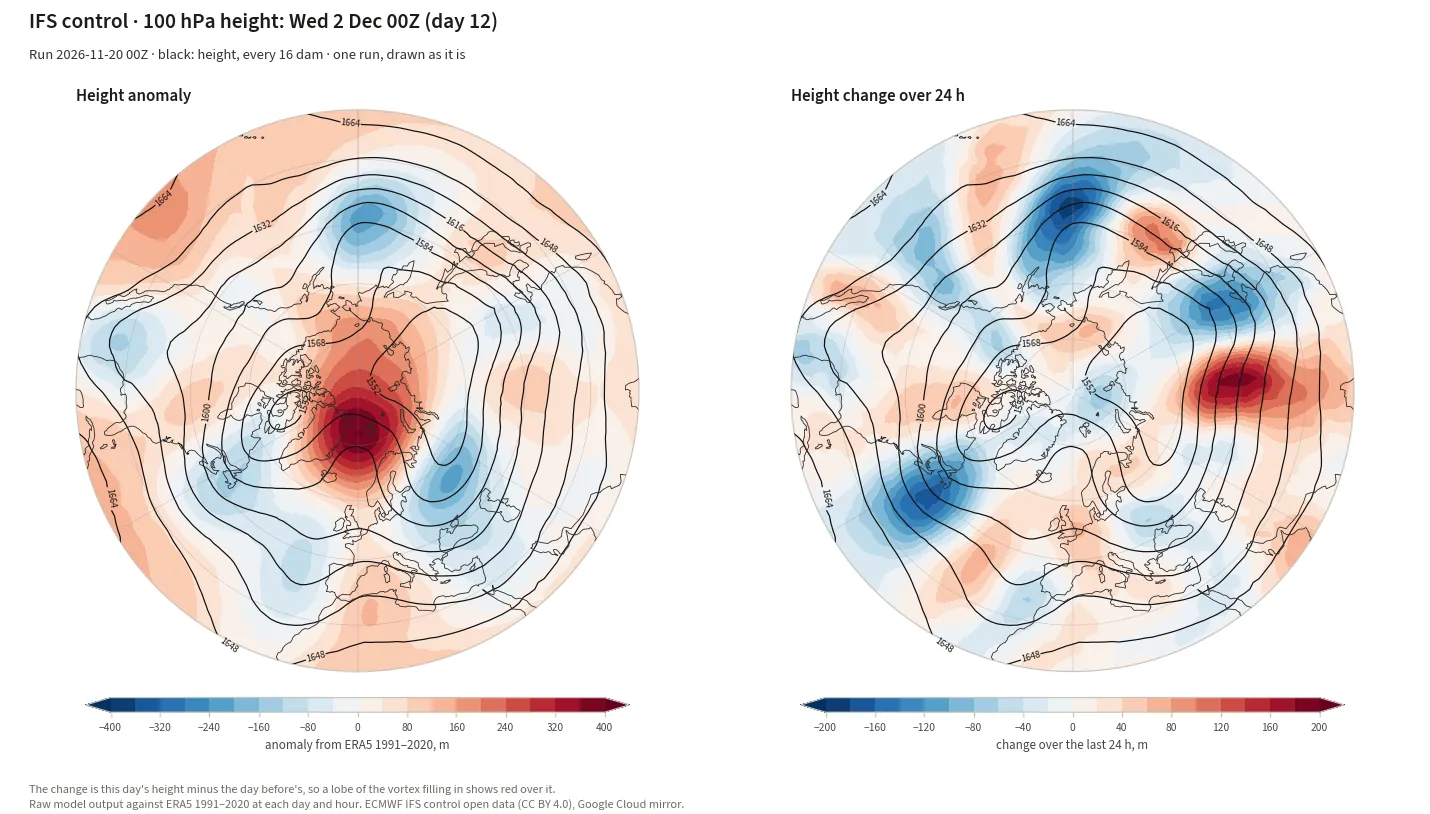 IFS control · 100 hPa height: Wed 2 Dec 00Z (day 12)
Run 2026-11-20 00Z · black: height, every 16 dam · one run, drawn as it is
Height anomaly
1664
1664
1632
1616
1584
1648
1568
1552
1600
1664
1648
1648
−400 −320 −240 −160 −80 0 80 160 240 320 400
anomaly from ERA5 1991–2020, m
Height change over 24 h
1664
1664
1632
1616
1584
1648
1568
1552
1600
1664
1648
1648
−200 −160 −120 −80 −40 0 40 80 120 160 200
change over the last 24 h, m
The change is this day's height minus the day before's, so a lobe of the vortex filling in shows red over it.
Raw model output against ERA5 1991–2020 at each day and hour. ECMWF IFS control open data (CC BY 4.0), Google Cloud mirror.